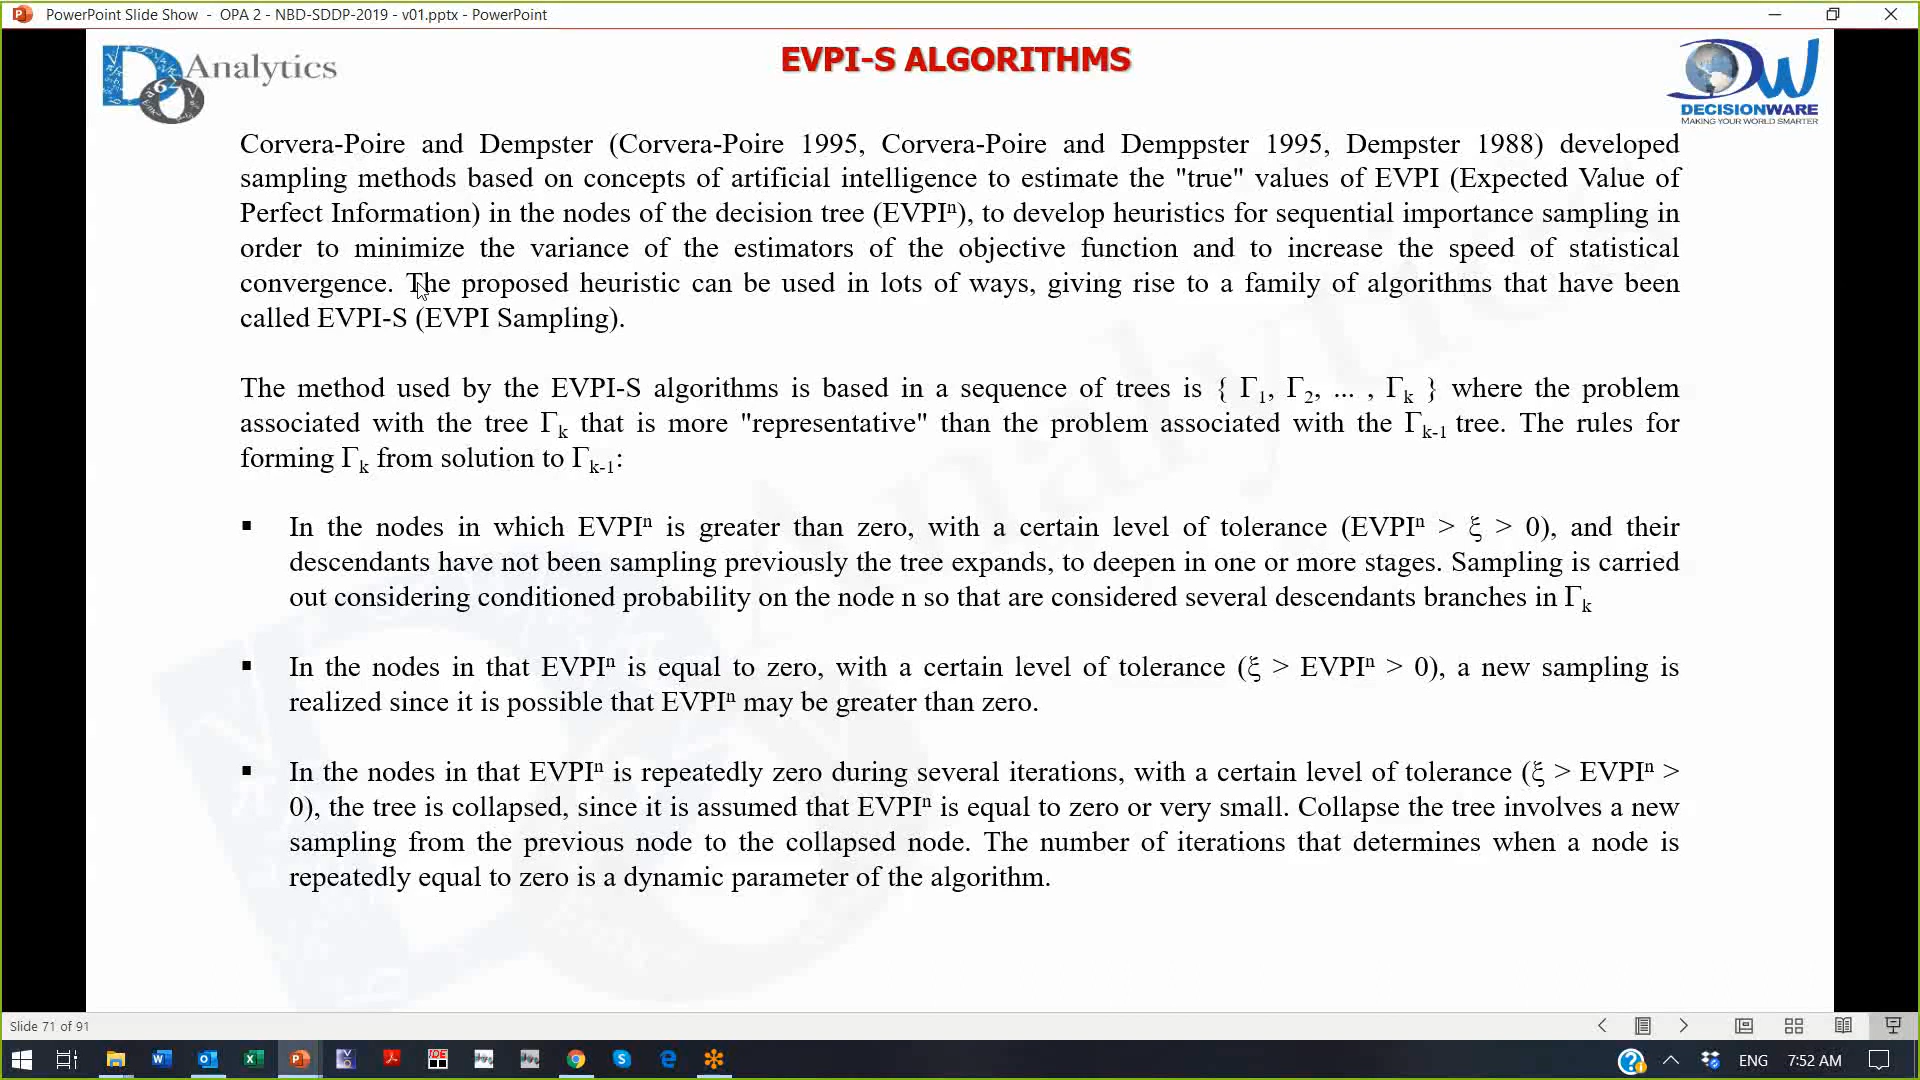 PowerPoint Slide Show - OPA 2 - NBD-SDDP-2019 - v01.pptx - PowerPoint
Analytics
EVPI-S ALGORITHMS
DECISIONWARE
MAKING YOUR WORLD SMARTER
Corvera-Poire and Dempster (Corvera-Poire 1995, Corvera-Poire and Demppster 1995, Dempster 1988) developed
sampling methods based on concepts of artificial intelligence to estimate the "true" values of EVPI (Expected Value of
Perfect Information) in the nodes of the decision tree (EVPIⁿ), to develop heuristics for sequential importance sampling in
order to minimize the variance of the estimators of the objective function and to increase the speed of statistical
convergence. The proposed heuristic can be used in lots of ways, giving rise to a family of algorithms that have been
called EVPI-S (EVPI Sampling).
The method used by the EVPI-S algorithms is based in a sequence of trees is { Γ₁, Γ₂, ... , Γₖ } where the problem
associated with the tree Γₖ that is more "representative" than the problem associated with the Γₖ₋₁ tree. The rules for
forming Γₖ from solution to Γₖ₋₁:
▪ In the nodes in which EVPIⁿ is greater than zero, with a certain level of tolerance (EVPIⁿ > ξ > 0), and their
descendants have not been sampling previously the tree expands, to deepen in one or more stages. Sampling is carried
out considering conditioned probability on the node n so that are considered several descendants branches in Γₖ
▪ In the nodes in that EVPIⁿ is equal to zero, with a certain level of tolerance (ξ > EVPIⁿ > 0), a new sampling is
realized since it is possible that EVPIⁿ may be greater than zero.
▪ In the nodes in that EVPIⁿ is repeatedly zero during several iterations, with a certain level of tolerance (ξ > EVPIⁿ >
0), the tree is collapsed, since it is assumed that EVPIⁿ is equal to zero or very small. Collapse the tree involves a new
sampling from the previous node to the collapsed node. The number of iterations that determines when a node is
repeatedly equal to zero is a dynamic parameter of the algorithm.
Slide 71 of 91
ENG 7:52 AM